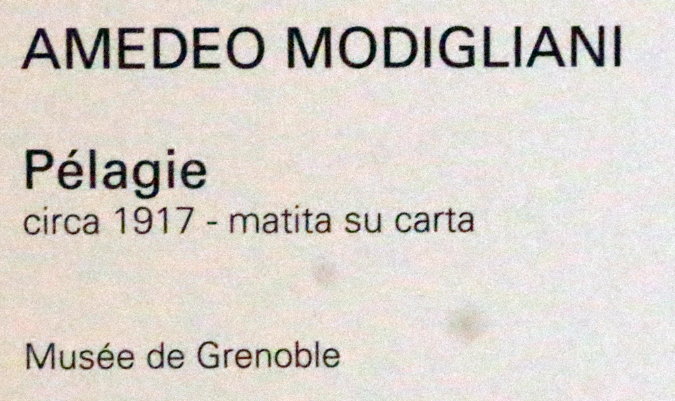 AMEDEO MODIGLIANI
Pélagie
circa 1917 - matita su carta
Musée de Grenoble